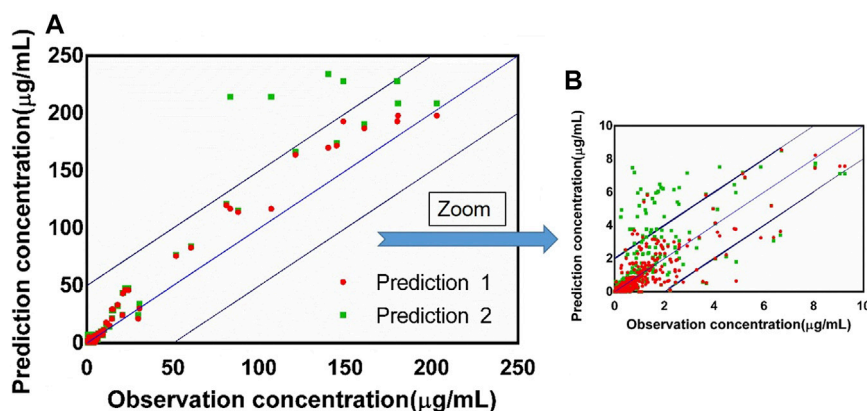 A
Prediction concentration(μg/mL)
250
200
150
100
50
0
0 50 100 150 200 250
Observation concentration(μg/mL)
Zoom
Prediction 1
Prediction 2
B
Prediction concentration(μg/mL)
10
8
6
4
2
0
0 2 4 6 8 10
Observation concentration(μg/mL)